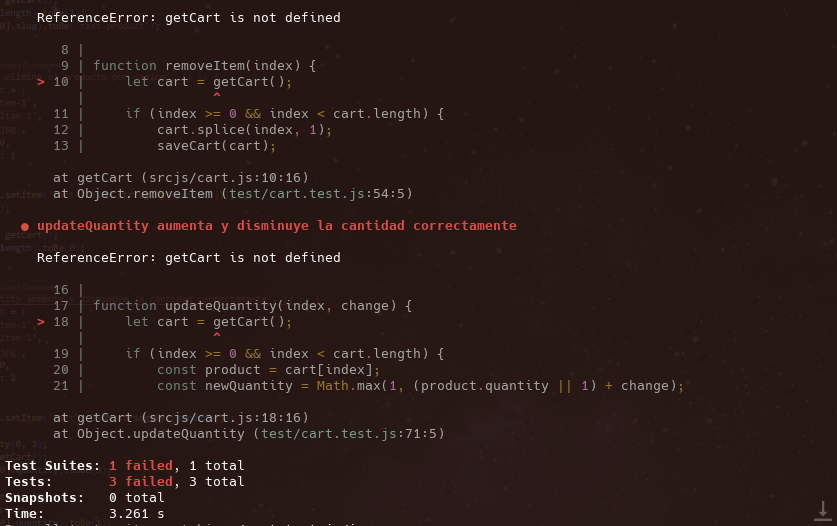 ReferenceError: getCart is not defined
8 |
9 | function removeItem(index) {
> 10 |     let cart = getCart();
|                ^
11 |     if (index >= 0 && index < cart.length) {
12 |         cart.splice(index, 1);
13 |         saveCart(cart);
at getCart (srcjs/cart.js:10:16)
at Object.removeItem (test/cart.test.js:54:5)
● updateQuantity aumenta y disminuye la cantidad correctamente
ReferenceError: getCart is not defined
16 |
17 | function updateQuantity(index, change) {
> 18 |     let cart = getCart();
|                ^
19 |     if (index >= 0 && index < cart.length) {
20 |         const product = cart[index];
21 |         const newQuantity = Math.max(1, (product.quantity || 1) + change);
at getCart (srcjs/cart.js:18:16)
at Object.updateQuantity (test/cart.test.js:71:5)
Test Suites: 1 failed, 1 total
Tests:       3 failed, 3 total
Snapshots:   0 total
Time:        3.261 s